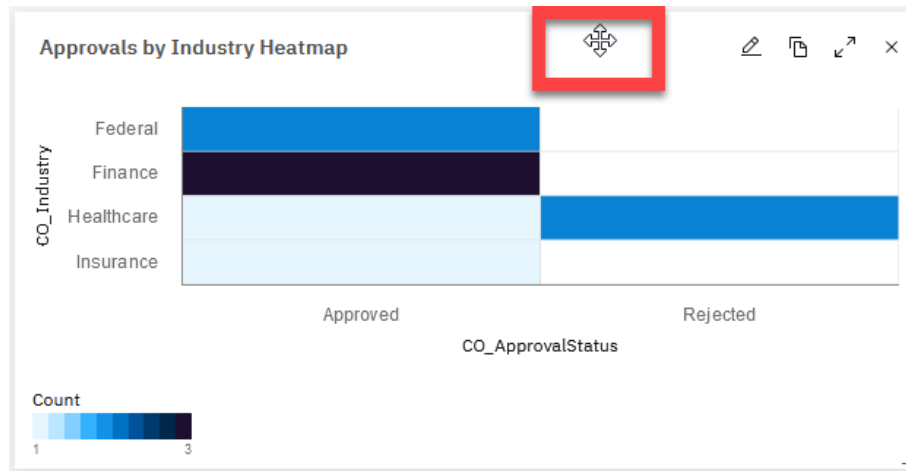 Approvals by Industry Heatmap
Federal
Finance
Healthcare
Insurance
CO_Industry
Approved Rejected
CO_ApprovalStatus
Count
1 3